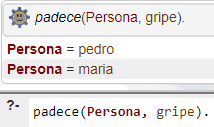 padece(Persona, gripe).
Persona = pedro
Persona = maria
?- padece(Persona, gripe).